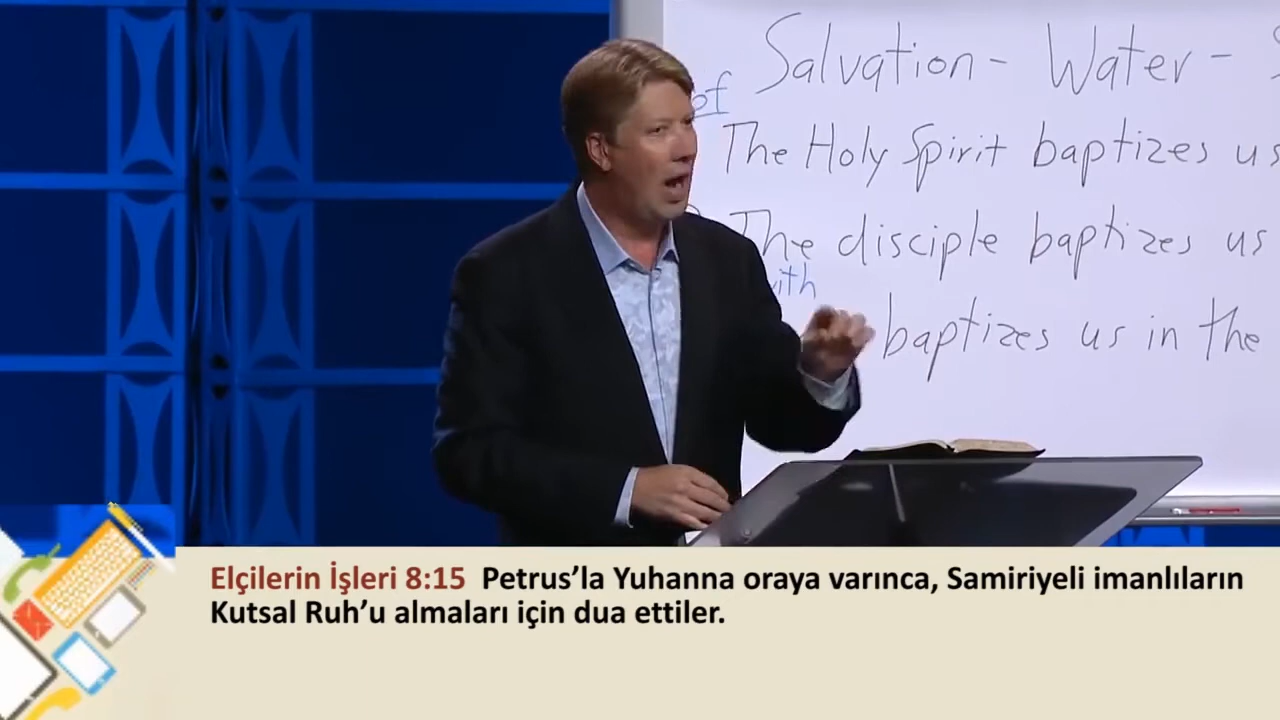 Salvation - Water -
of
The Holy Spirit baptizes us
The disciple baptizes us
with
baptizes us in the
Elçilerin İşleri 8:15 Petrus’la Yuhanna oraya varınca, Samiriyeli imanlıların
Kutsal Ruh’u almaları için dua ettiler.